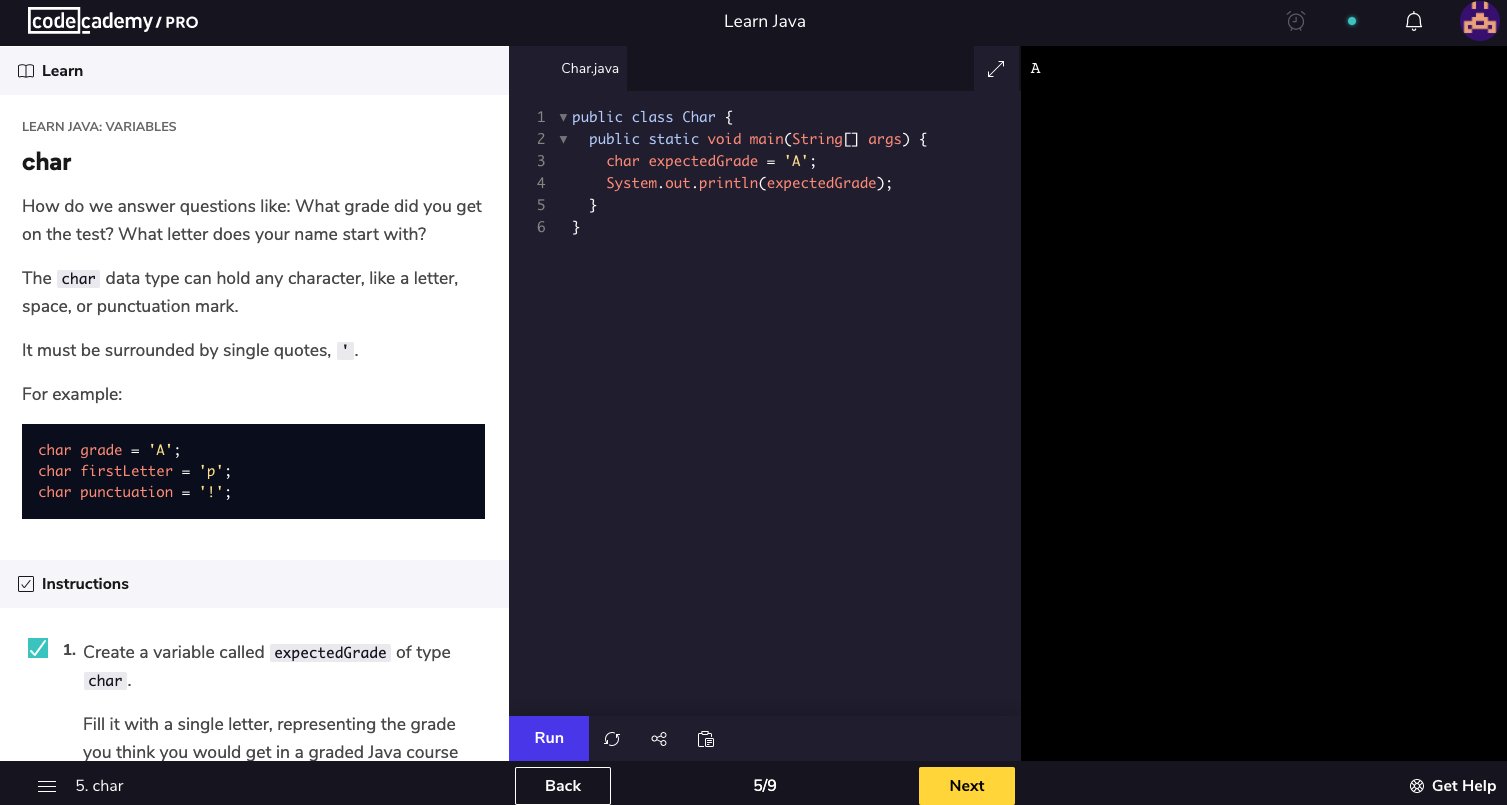 codecademy/PRO
Learn Java
Learn
Char.java
A
LEARN JAVA: VARIABLES
char
How do we answer questions like: What grade did you get
on the test? What letter does your name start with?
The char data type can hold any character, like a letter,
space, or punctuation mark.
It must be surrounded by single quotes, '.
For example:
char grade = 'A';
char firstLetter = 'p';
char punctuation = '!';
Instructions
1. Create a variable called expectedGrade of type
char.
Fill it with a single letter, representing the grade
you think you would get in a graded Java course
1 public class Char {
2 public static void main(String[] args) {
3 char expectedGrade = 'A';
4 System.out.println(expectedGrade);
5 }
6 }
Run
5. char
Back
5/9
Next
Get Help